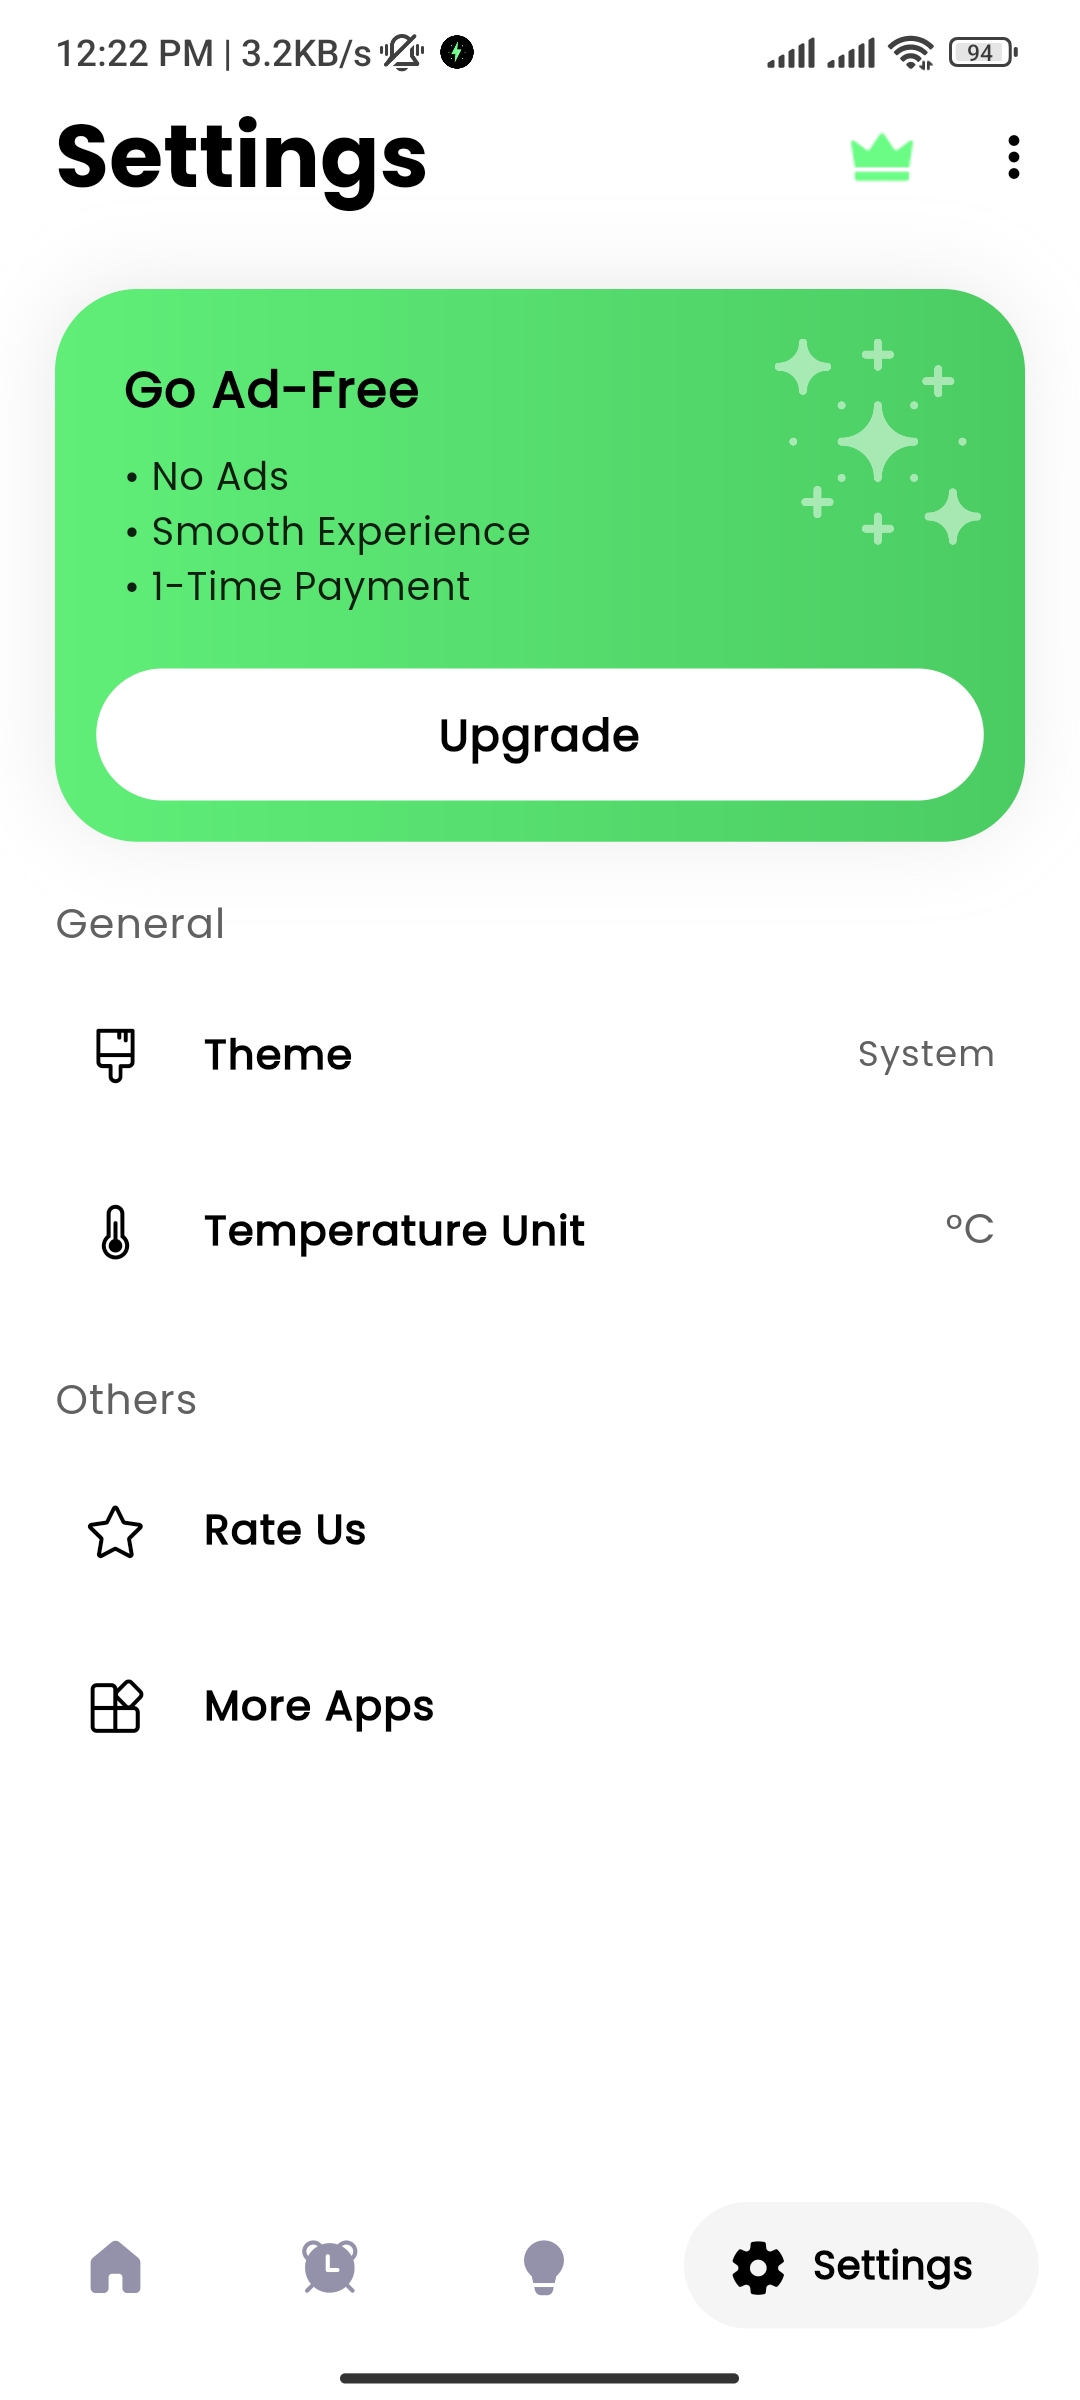 12:22 PM | 3.2KB/s
94
Settings
Go Ad-Free
• No Ads
• Smooth Experience
• 1-Time Payment
Upgrade
General
Theme
System
Temperature Unit
°C
Others
Rate Us
More Apps
Settings